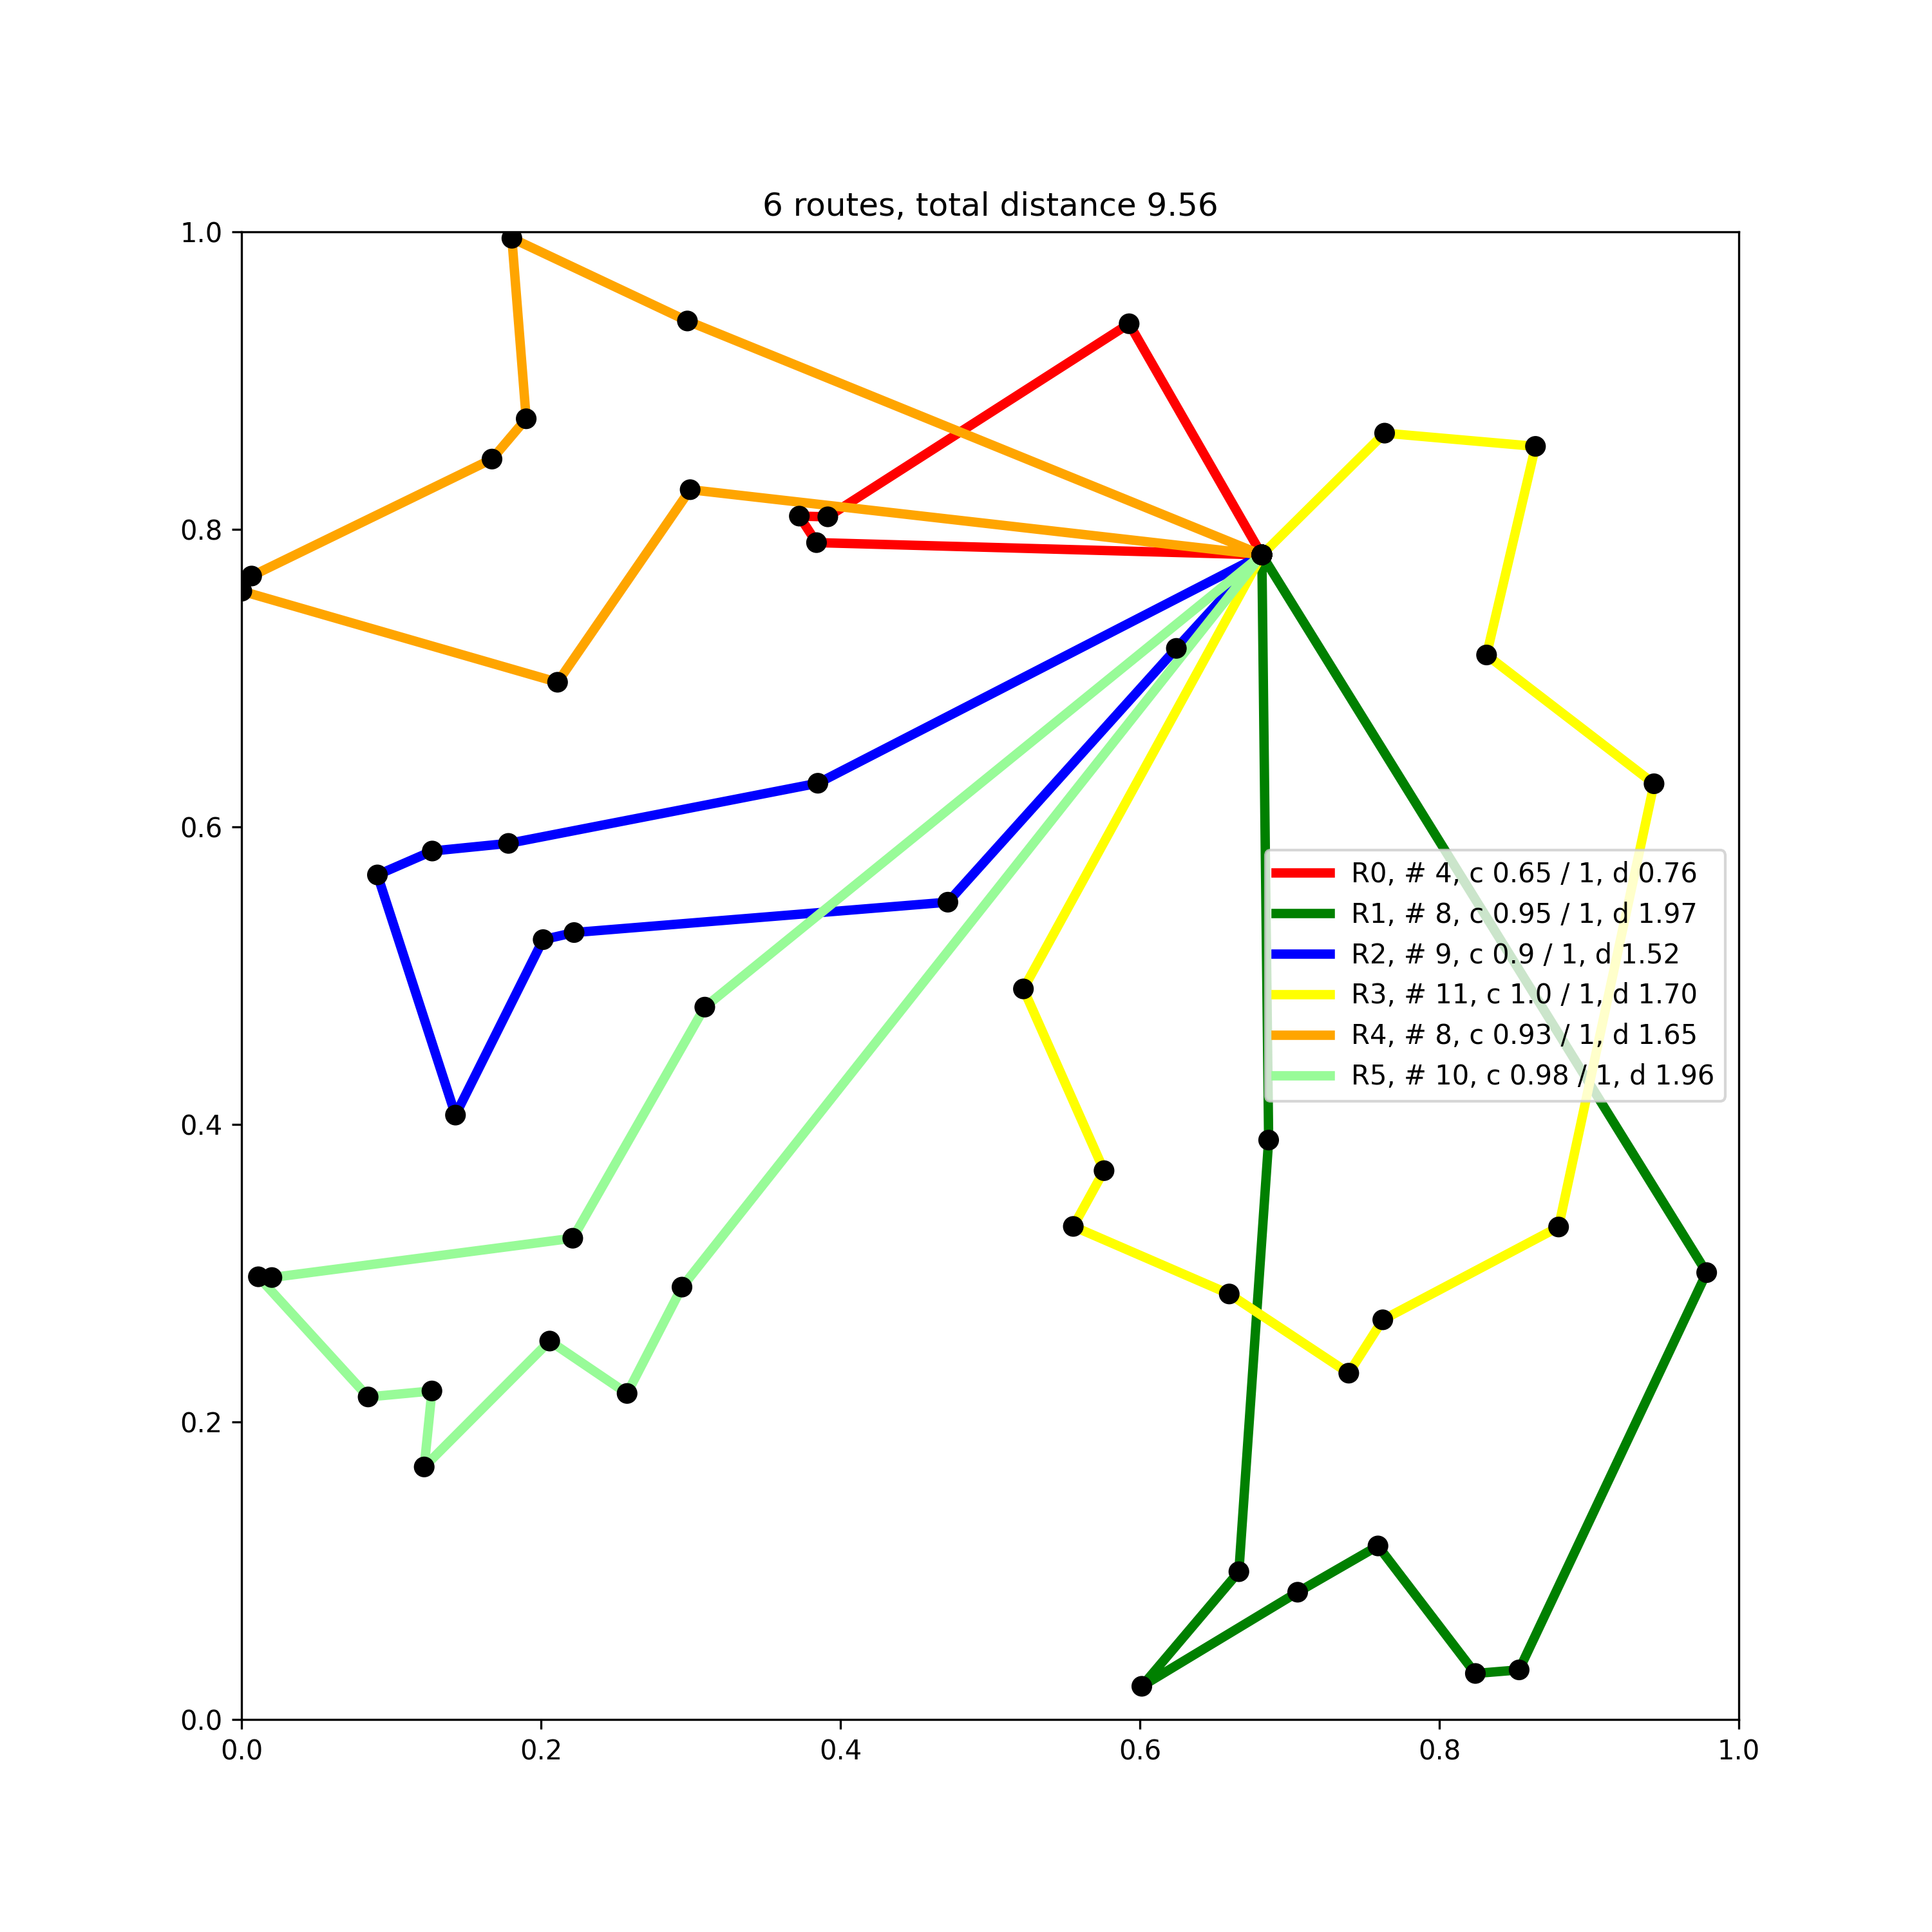 6 routes, total distance 9.56
1.0
0.8
0.6
0.4
0.2
0.0
0.0 0.2 0.4 0.6 0.8 1.0
R0, # 4, c 0.65 / 1, d 0.76
R1, # 8, c 0.95 / 1, d 1.97
R2, # 9, c 0.9 / 1, d 1.52
R3, # 11, c 1.0 / 1, d 1.70
R4, # 8, c 0.93 / 1, d 1.65
R5, # 10, c 0.98 / 1, d 1.96